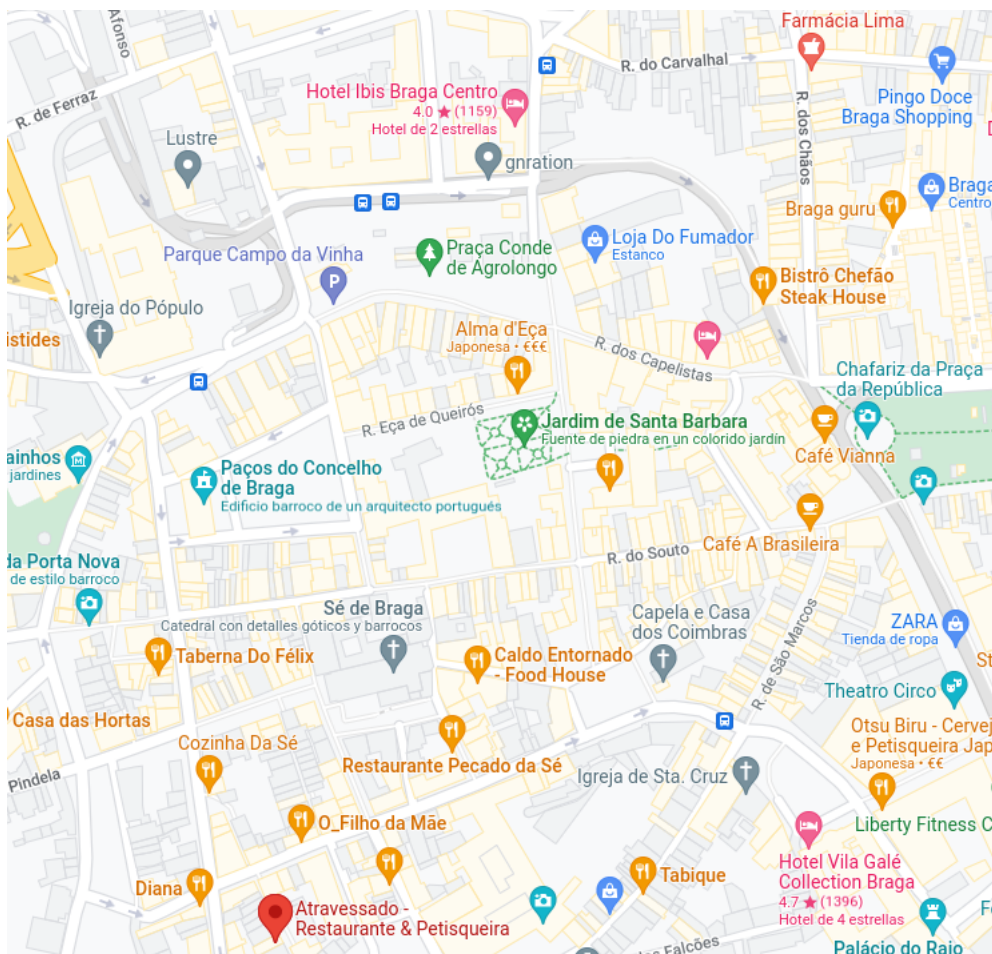 Afonso
Farmácia Lima
R. do Carvalhal
R. de Ferraz
Hotel Ibis Braga Centro
4.0 ★ (1159)
Hotel de 2 estrellas
Pingo Doce
Braga Shopping
R. dos Chãos
Lustre
gnration
Braga
Centro
Braga guru
Parque Campo da Vinha
Praça Conde
de Agrolongo
Loja Do Fumador
Estanco
Bistrô Chefão
Steak House
Igreja do Pópulo
istides
Alma d'Eça
Japonesa • €€€
R. dos Capelistas
Chafariz da Praça
da República
R. Eça de Queirós
Jardim de Santa Barbara
Fuente de piedra en un colorido jardín
Café Vianna
ainhos
jardines
Paços do Concelho
de Braga
Edificio barroco de un arquitecto portugués
Café A Brasileira
R. do Souto
da Porta Nova
de estilo barroco
Sé de Braga
Catedral con detalles góticos y barrocos
Capela e Casa
dos Coimbras
R. de São Marcos
ZARA
Tienda de ropa
Taberna Do Félix
Caldo Entornado
- Food House
St
Theatro Circo
Casa das Hortas
Cozinha Da Sé
Otsu Biru - Cervej
e Petisqueira Jap
Japonesa • €€
Pindela
Restaurante Pecado da Sé
Igreja de Sta. Cruz
O_Filho da Mãe
Liberty Fitness C
Diana
Tabique
Hotel Vila Galé
Collection Braga
4.7 ★ (1396)
Hotel de 4 estrellas
Atravessado -
Restaurante & Petisqueira
dos Falcões
Palácio do Raio